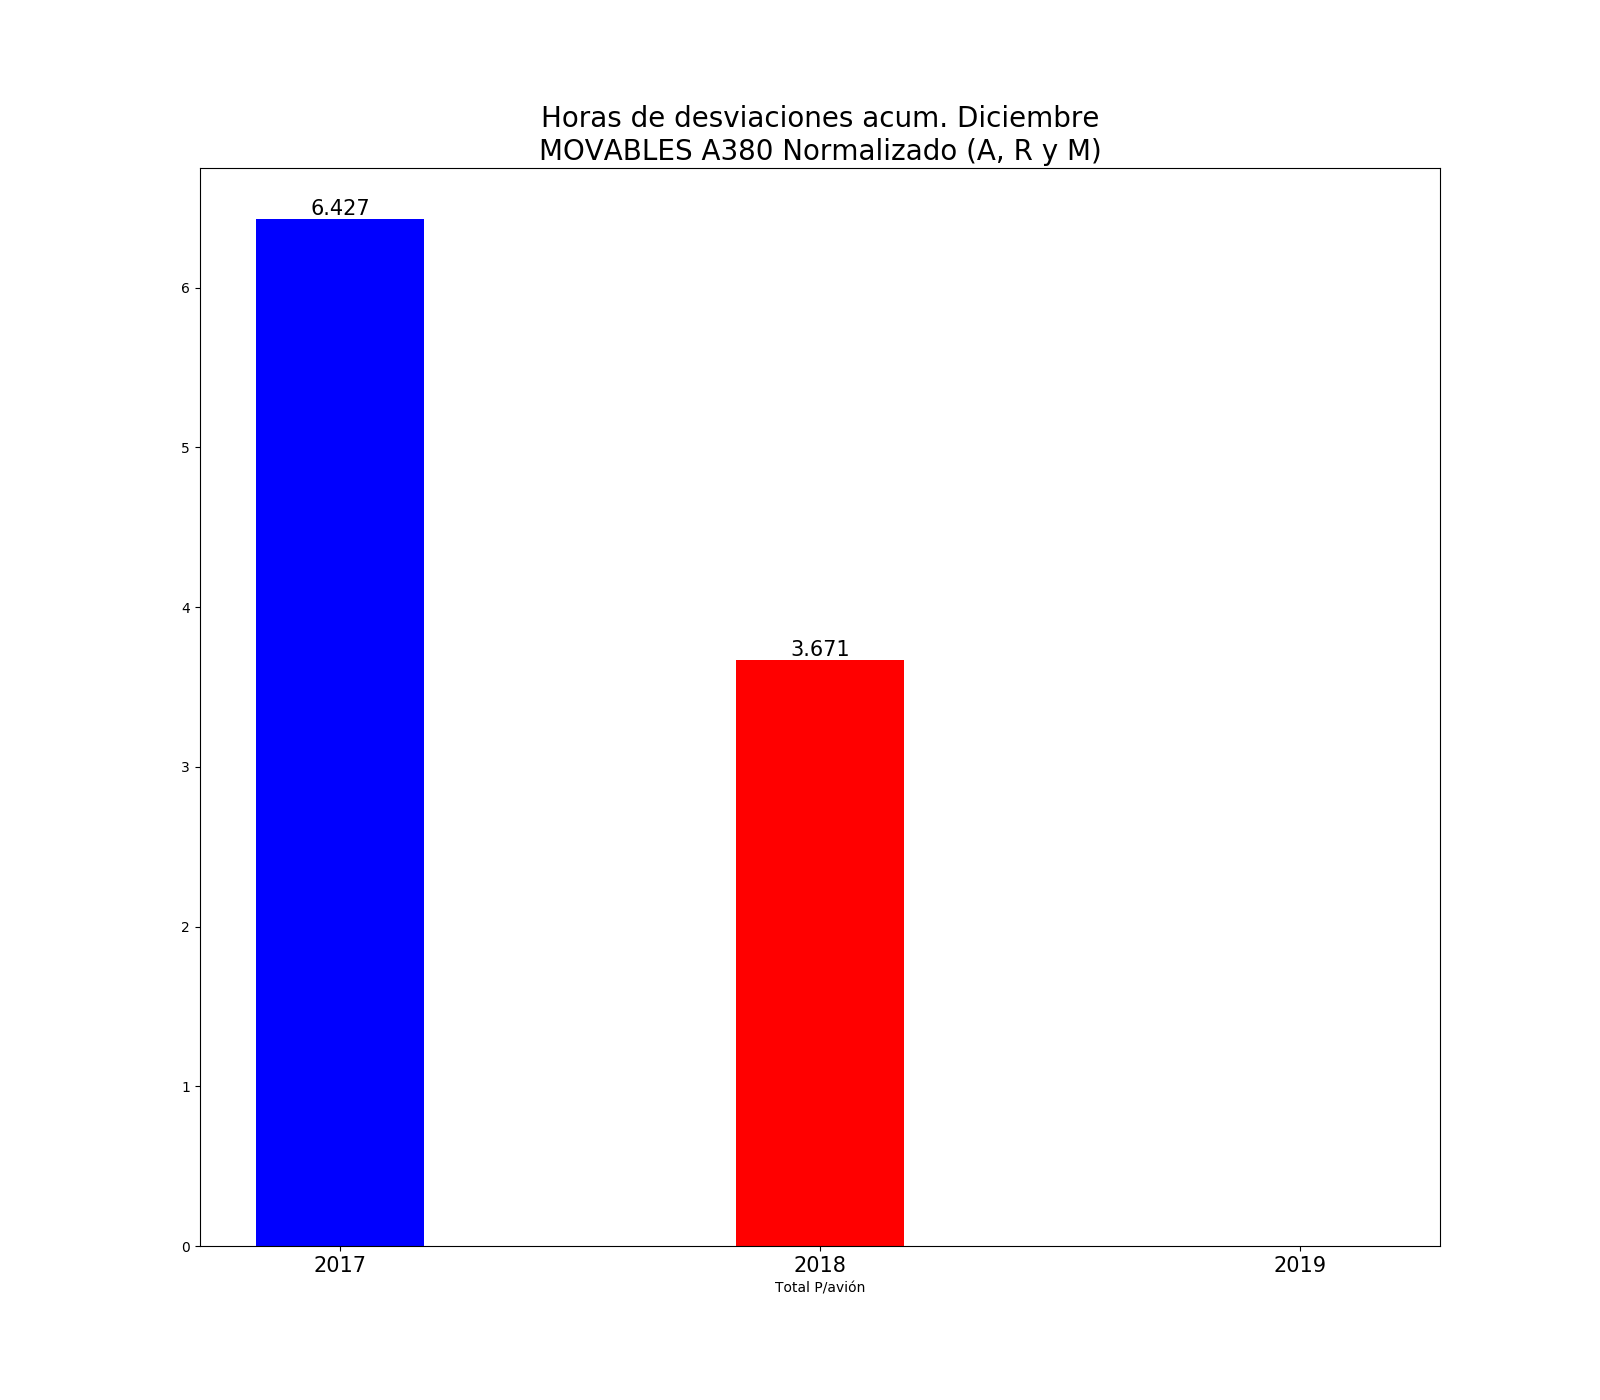 Horas de desviaciones acum. Diciembre
MOVABLES A380 Normalizado (A, R y M)
6.427
3.671
6
5
4
3
2
1
0
2017 2018 2019
Total P/avión